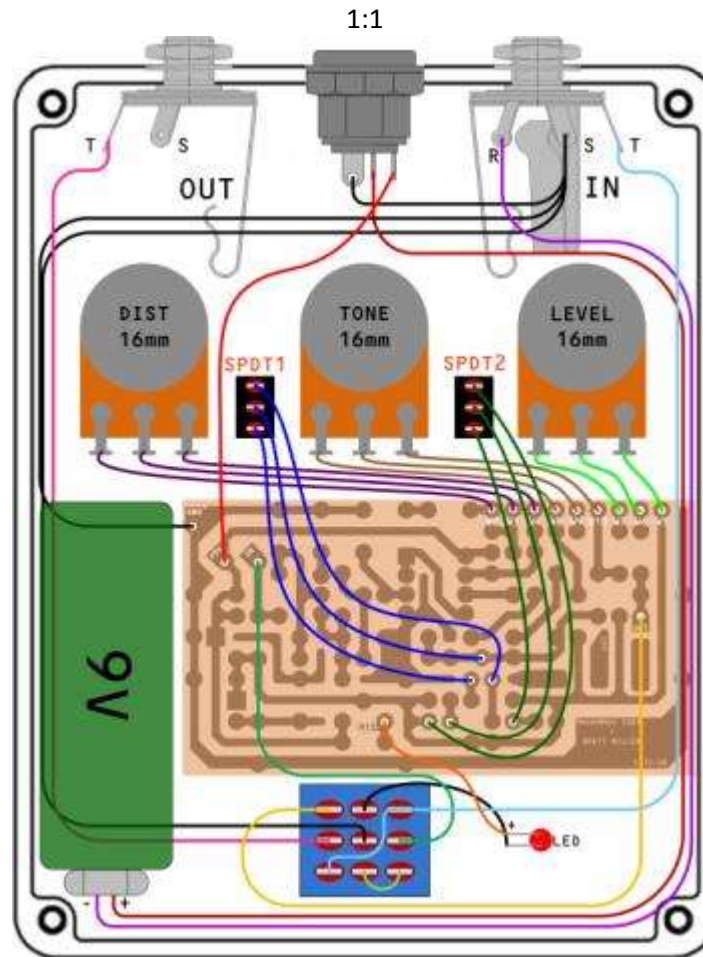 1:1
T
S
R
S
T
OUT
IN
DIST
16mm
TONE
16mm
LEVEL
16mm
SPDT1
SPDT2
9V
+
LED
- +